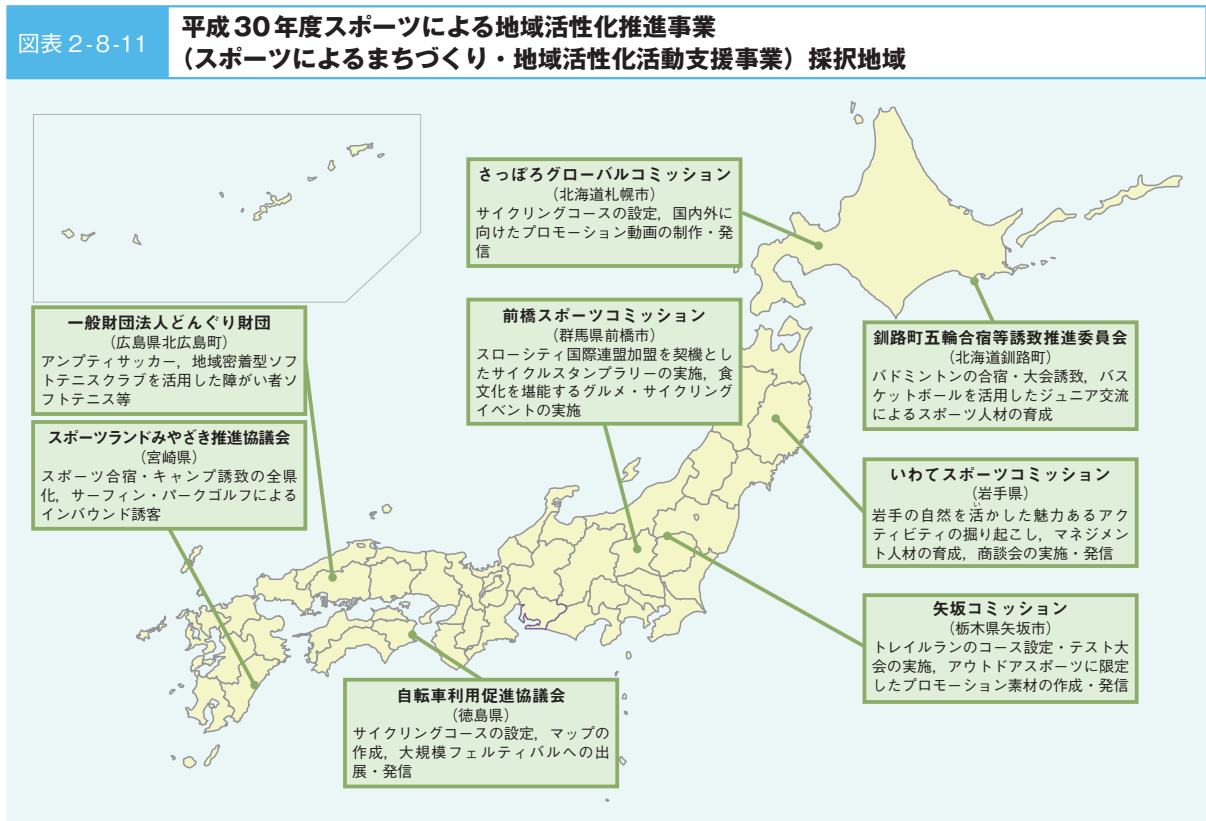 図表 2-8-11
平成 30 年度スポーツによる地域活性化推進事業
（スポーツによるまちづくり・地域活性化活動支援事業）採択地域
さっぽろグローバルコミッション
（北海道札幌市）
サイクリングコースの設定，国内外に
向けたプロモーション動画の制作・発
信
一般財団法人どんぐり財団
（広島県北広島町）
アンプティサッカー，地域密着型ソフ
トテニスクラブを活用した障がい者ソ
フトテニス等
前橋スポーツコミッション
（群馬県前橋市）
スローシティ国際連盟加盟を契機とし
たサイクルスタンプラリーの実施，食
文化を堪能するグルメ・サイクリング
イベントの実施
釧路町五輪合宿等誘致推進委員会
（北海道釧路町）
バドミントンの合宿・大会誘致，バス
ケットボールを活用したジュニア交流
によるスポーツ人材の育成
スポーツランドみやざき推進協議会
（宮崎県）
スポーツ合宿・キャンプ誘致の全県
化，サーフィン・パークゴルフによる
インバウンド誘客
いわてスポーツコミッション
（岩手県）
い
岩手の自然を活かした魅力あるアク
ティビティの掘り起こし，マネジメン
ト人材の育成，商談会の実施・発信
矢坂コミッション
（栃木県矢坂市）
トレイルランのコース設定・テスト大
会の実施，アウトドアスポーツに限定
したプロモーション素材の作成・発信
自転車利用促進協議会
（徳島県）
サイクリングコースの設定，マップの
作成，大規模フェルティバルへの出
展・発信